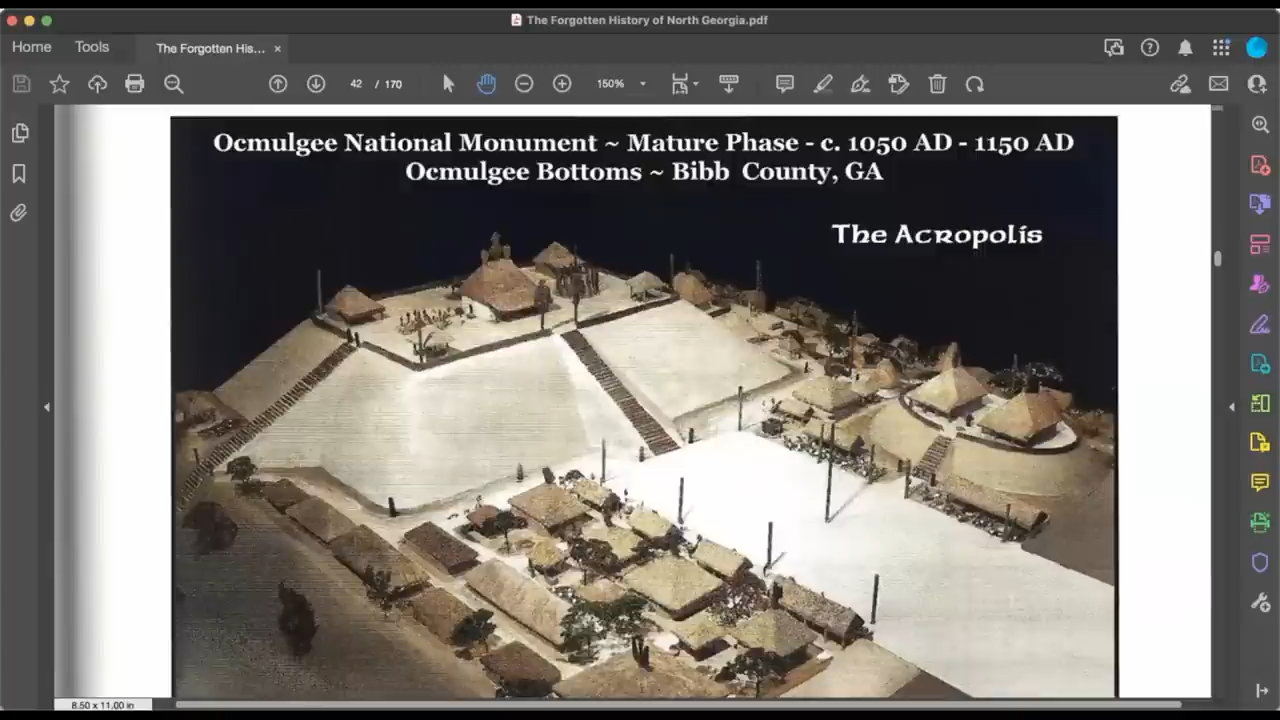 The Forgotten History of North Georgia.pdf
Home
Tools
The Forgotten His...
42 / 170
150%
Ocmulgee National Monument ~ Mature Phase - c. 1050 AD - 1150 AD
Ocmulgee Bottoms ~ Bibb County, GA
The Acropolis
8.50 x 11.00 in